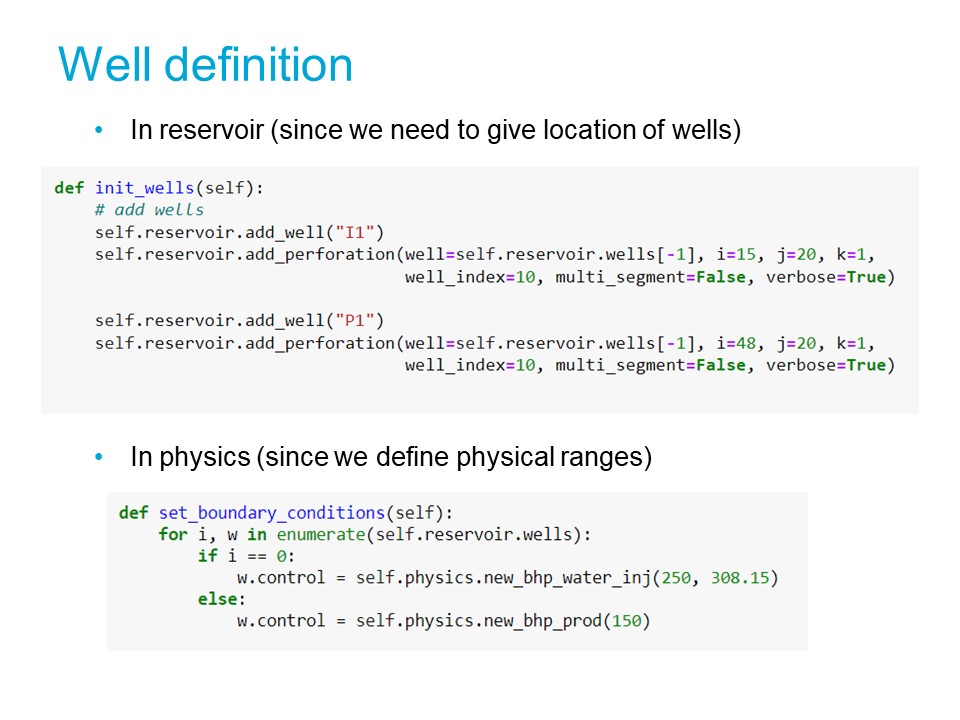 Well definition
• In reservoir (since we need to give location of wells)
def init_wells(self):
    # add wells
    self.reservoir.add_well("I1")
    self.reservoir.add_perforation(well=self.reservoir.wells[-1], i=15, j=20, k=1,
                                   well_index=10, multi_segment=False, verbose=True)
    self.reservoir.add_well("P1")
    self.reservoir.add_perforation(well=self.reservoir.wells[-1], i=48, j=20, k=1,
                                   well_index=10, multi_segment=False, verbose=True)
• In physics (since we define physical ranges)
def set_boundary_conditions(self):
    for i, w in enumerate(self.reservoir.wells):
        if i == 0:
            w.control = self.physics.new_bhp_water_inj(250, 308.15)
        else:
            w.control = self.physics.new_bhp_prod(150)